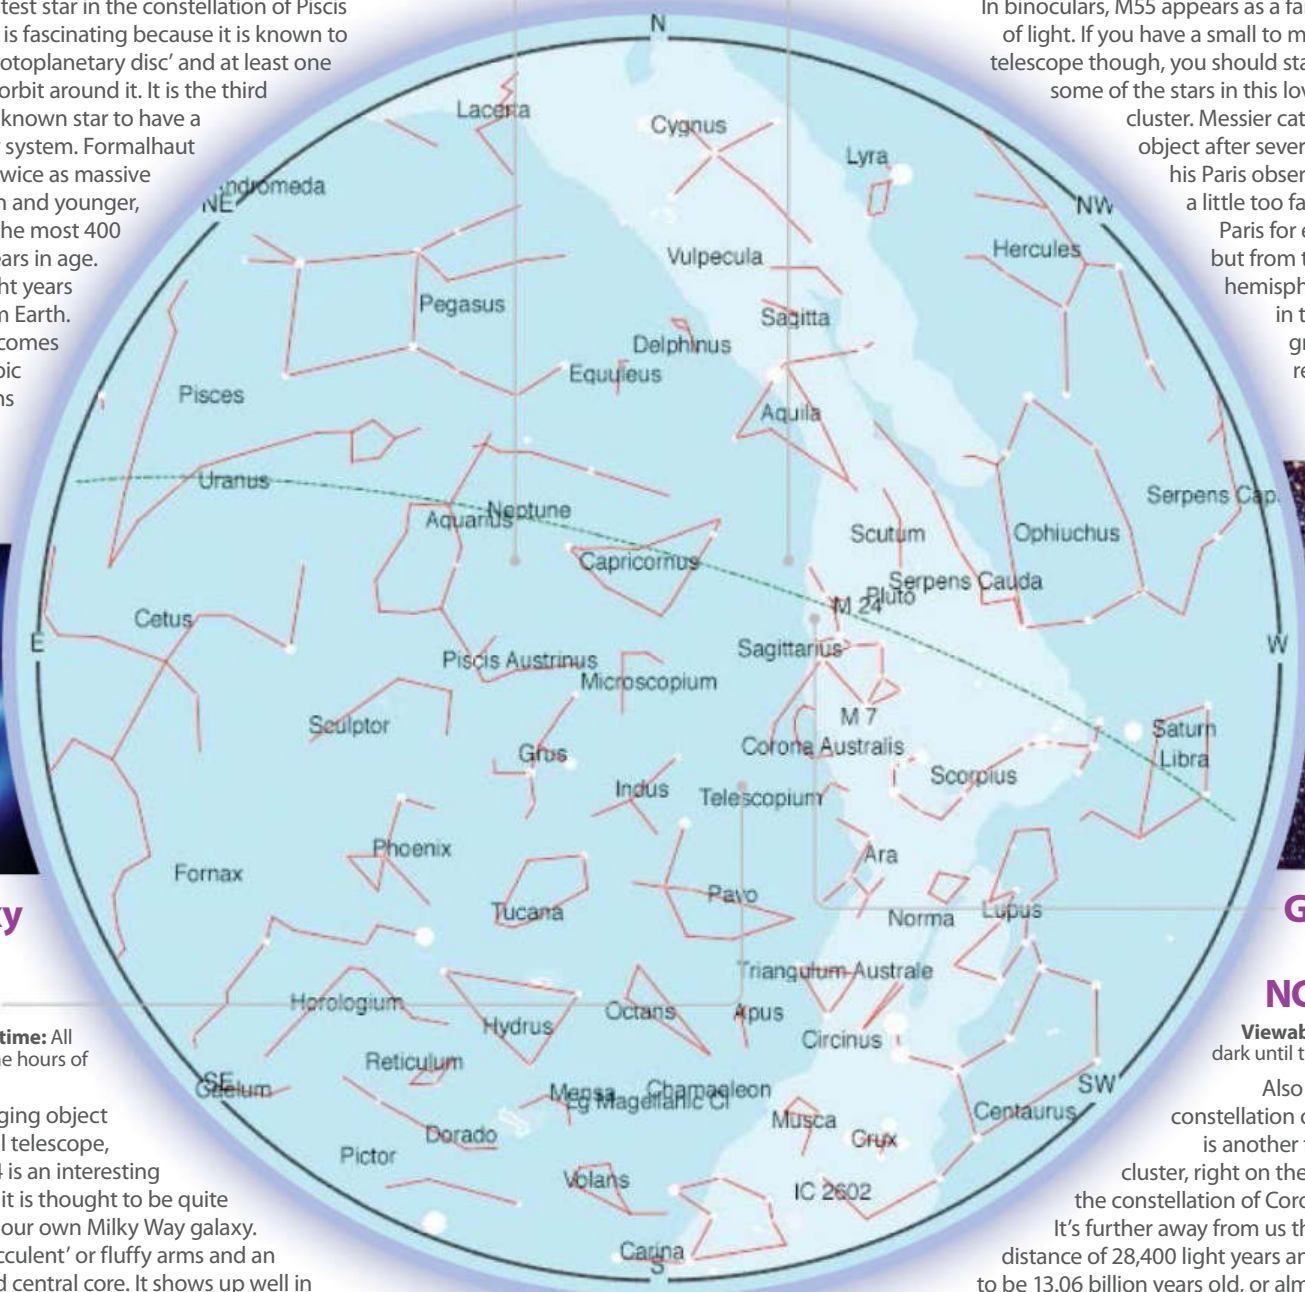 test star in the constellation of Piscis
is fascinating because it is known to
otoplanetary disc’ and at least one
orbit around it. It is the third
known star to have a
system. Formalhaut
wice as massive
and younger,
he most 400
ars in age.
ht years
Earth.
comes
In binoculars, M55 appears as a fa
of light. If you have a small to m
telescope though, you should sta
some of the stars in this lov
cluster. Messier cat
object after sever
his Paris obser
a little too fa
Paris for e
but from t
hemisph
in t
gr
re
N
Lacerta
Cygnus
Lyra
Andromeda
NE
NW
Vulpecula
Hercules
Pegasus
Sagitta
Delphinus
Equuleus
Pisces
Aquila
Uranus
Serpens Cap.
Neptune
Aquarius
Scutum
Ophiuchus
Capricornus
Serpens Cauda
Pluto
M 24
Cetus
E
W
Sagittarius
Piscis Austrinus
Microscopium
M 7
Sculptor
Saturn
Grus
Corona Australis
Libra
Scorpius
Indus
Telescopium
Phoenix
Ara
Fornax
Pavo
Tucana
Norma
Lupus
Triangulum Australe
Horologium
Octans
Apus
Hydrus
Circinus
Reticulum
SE
Caelum
SW
Mensa
Chamaeleon
Lg Magellanic Cl
Centaurus
Musca
Dorado
Crux
Pictor
Volans
IC 2602
Carina
S
ky
time: All
ne hours of
ging object
l telescope,
4 is an interesting
it is thought to be quite
our own Milky Way galaxy.
cculent’ or fluffy arms and an
d central core. It shows up well in
G
NG
Viewab
dark until t
Also
constellation o
is another
cluster, right on the
the constellation of Coro
It’s further away from us th
distance of 28,400 light years an
to be 13.06 billion years old, or alm